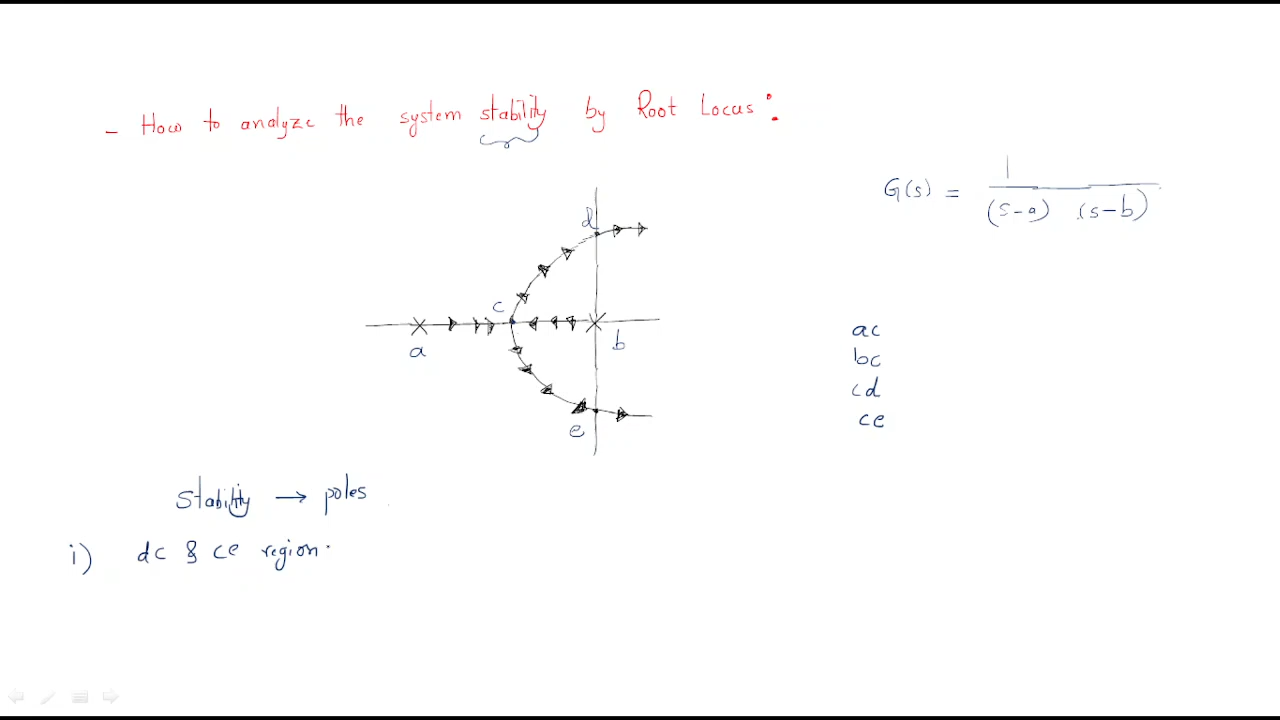 - How to analyze the system stability by Root Locus :
G(s) = 1
(s-a) (s-b)
d
c
a
b
e
ac
bc
cd
ce
Stability → poles
i) dc & ce region.